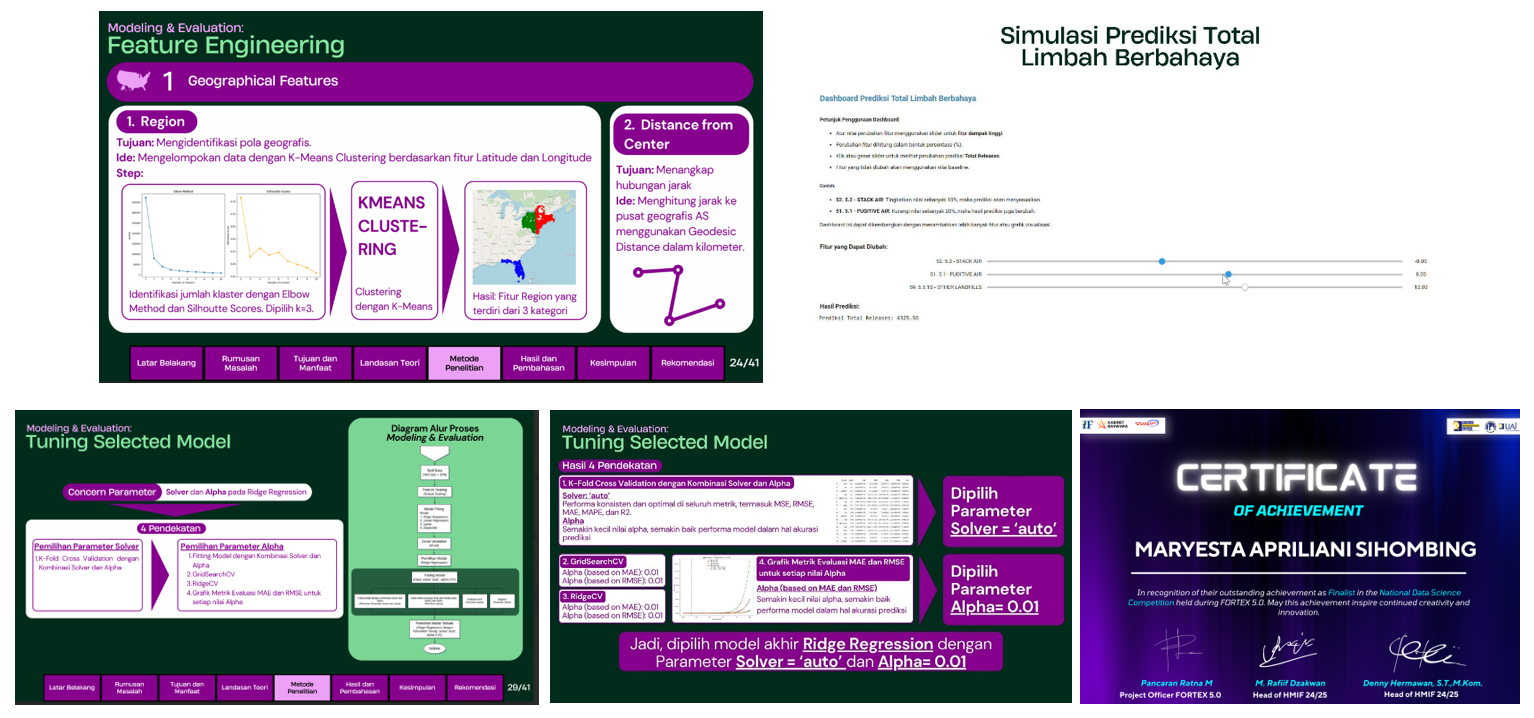 Modeling & Evaluation:
Feature Engineering
1 Geographical Features
1. Region
Tujuan: Mengidentifikasi pola geografis.
Ide: Mengelompokan data dengan K-Means Clustering berdasarkan fitur Latitude dan Longitude
Step:
Elbow Method
Silhouette Scores
Identifikasi jumlah klaster dengan Elbow
Method dan Silhoutte Scores. Dipilih k=3.
KMEANS
CLUSTE-
RING
Clustering
dengan K-Means
Hasil: Fitur Region yang
terdiri dari 3 kategori
2. Distance from
Center
Tujuan: Menangkap
hubungan jarak
Ide: Menghitung jarak ke
pusat geografis AS
menggunakan Geodesic
Distance dalam kilometer.
Latar Belakang
Rumusan
Masalah
Tujuan dan
Manfaat
Landasan Teori
Metode
Penelitian
Hasil dan
Pembahasan
Kesimpulan
Rekomendasi
24/41
Simulasi Prediksi Total
Limbah Berbahaya
Dashboard Prediksi Total Limbah Berbahaya
Petunjuk Penggunaan Dashboard:
• Atur nilai perubahan fitur menggunakan slider untuk fitur dampak tinggi.
• Perubahan fitur dihitung dalam bentuk persentase (%).
• Klik atau geser slider untuk melihat perubahan prediksi Total Releases.
• Fitur yang tidak diubah akan menggunakan nilai baseline.
• 52. 5.2 - STACK AIR: Tingkatkan nilai sebanyak 10%, maka prediksi akan menyesuaikan.
• 51. 5.1 - FUGITIVE AIR: Kurangi nilai sebanyak 20%, maka hasil prediksi juga berubah.
Dashboard ini dapat dikembangkan dengan menambahkan lebih banyak fitur atau grafik visualisasi.
Fitur yang Dapat Diubah:
52. 5.2 - STACK AIR
51. 5.1 - FUGITIVE AIR
OTHER LANDFILLS
Hasil Prediksi:
Prediksi Total Releases:
Modeling & Evaluation:
Tuning Selected Model
Concern Parameter
Solver dan Alpha pada Ridge Regression
4 Pendekatan
Pemilihan Parameter Solver
1.K-Fold Cross Validation dengan
Kombinasi Solver dan Alpha
Pemilihan Parameter Alpha
1. Fitting Model dengan Kombinasi Solver dan
Alpha
2. GridSearchCV
3. RidgeCV
4. Grafik Metrik Evaluasi MAE dan RMSE untuk
setiap nilai Alpha
Diagram Alur Proses
Modeling & Evaluation
Latar Belakang
Rumusan
Masalah
Tujuan dan
Manfaat
Landasan Teori
Metode
Penelitian
Hasil dan
Pembahasan
Kesimpulan
Rekomendasi
29/41
Modeling & Evaluation:
Tuning Selected Model
Hasil 4 Pendekatan
1. K-Fold Cross Validation dengan Kombinasi Solver dan Alpha
Solver: 'auto'
Performa konsisten dan optimal di seluruh metrik, termasuk MSE, RMSE,
MAE, MAPE, dan R2.
Alpha
Semakin kecil nilai alpha, semakin baik performa model dalam hal akurasi
prediksi
Dipilih
Parameter
Solver = 'auto'
2. GridSearchCV
Alpha (based on MAE): 0.01
Alpha (based on RMSE): 0.01
3. RidgeCV
Alpha (based on MAE): 0.01
Alpha (based on RMSE): 0.01
4. Grafik Metrik Evaluasi MAE dan RMSE
untuk setiap nilai Alpha
Alpha (based on MAE dan RMSE)
Semakin kecil nilai alpha, semakin baik
performa model dalam hal akurasi prediksi
Dipilih
Parameter
Alpha= 0.01
Jadi, dipilih model akhir Ridge Regression dengan
Parameter Solver = 'auto' dan Alpha= 0.01
CERTIFICATE
OF ACHIEVEMENT
MARYESTA APRILIANI SIHOMBING
In recognition of their outstanding achievement as Finalist in the National Data Science
Competition held during FORTEX 5.0. May this achievement inspire continued creativity and
innovation.
Pancaran Ratna M
Project Officer FORTEX 5.0
M. Rafiif Dzakwan
Head of HMIF 24/25
Denny Hermawan, S.T.,M.Kom.
Head of HMIF 24/25